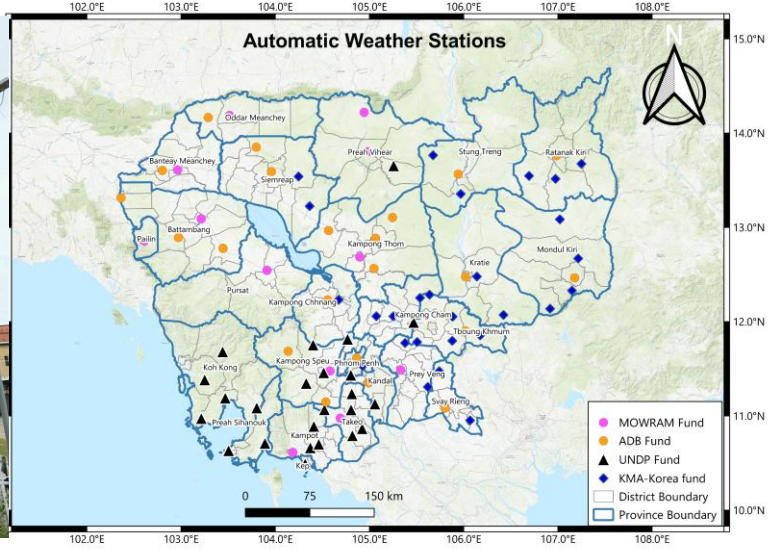 102.0°E 103.0°E 104.0°E 105.0°E 106.0°E 107.0°E 108.0°E
Automatic Weather Stations
N
15.0°N
14.0°N
13.0°N
12.0°N
11.0°N
10.0°N
Oddar Meanchey
Banteay Meanchey
Preah Vihear
Stung Treng
Ratanak Kiri
Siemreap
Battambang
Pailin
Kampong Thom
Mondul Kiri
Kratie
Pursat
Kampong Chhnang
Kampong Cham
Tboung Khmum
Koh Kong
Kampong Speu
Phnom Penh
Kandal
Prey Veng
Svay Rieng
Preah Sihanouk
Takeo
Kampot
Kep
0 75 150 km
MOWRAM Fund
ADB Fund
UNDP Fund
KMA-Korea fund
District Boundary
Province Boundary
102.0°E 103.0°E 104.0°E 105.0°E 106.0°E 107.0°E 108.0°E